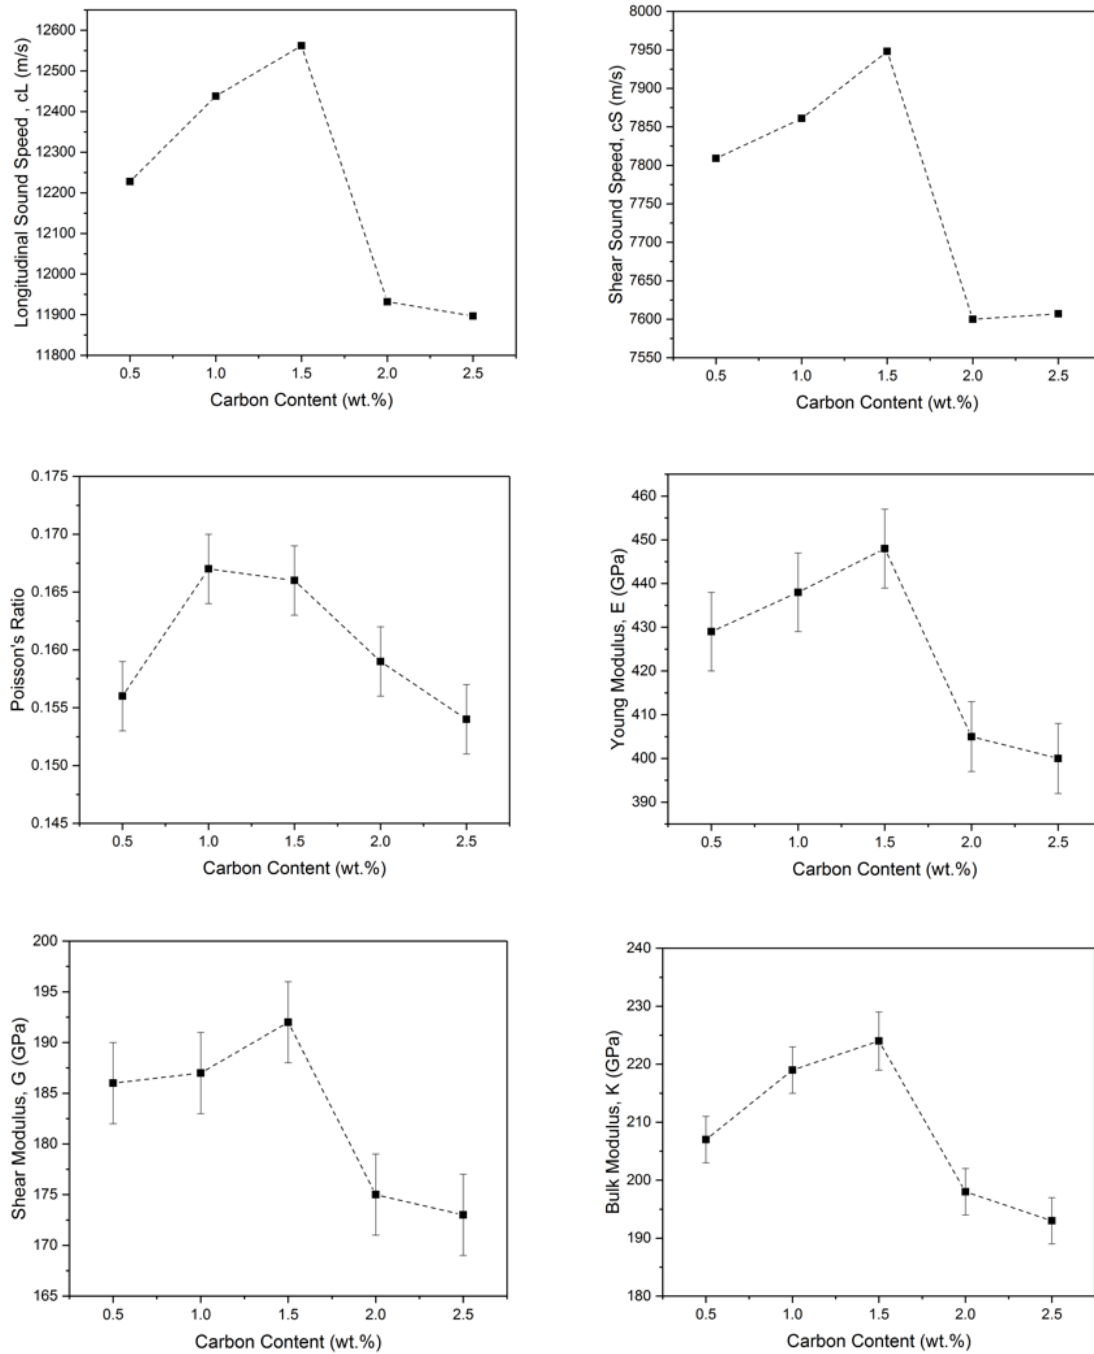 12600
12500
12400
12300
12200
12100
12000
11900
11800
Longitudinal Sound Speed , cL (m/s)
0.5 1.0 1.5 2.0 2.5
Carbon Content (wt.%)
8000
7950
7900
7850
7800
7750
7700
7650
7600
7550
Shear Sound Speed, cS (m/s)
0.5 1.0 1.5 2.0 2.5
Carbon Content (wt.%)
0.175
0.170
0.165
0.160
0.155
0.150
0.145
Poisson's Ratio
0.5 1.0 1.5 2.0 2.5
Carbon Content (wt.%)
460
450
440
430
420
410
400
390
Young Modulus, E (GPa)
0.5 1.0 1.5 2.0 2.5
Carbon Content (wt.%)
200
195
190
185
180
175
170
165
Shear Modulus, G (GPa)
0.5 1.0 1.5 2.0 2.5
Carbon Content (wt.%)
240
230
220
210
200
190
180
Bulk Modulus, K (GPa)
0.5 1.0 1.5 2.0 2.5
Carbon Content (wt.%)